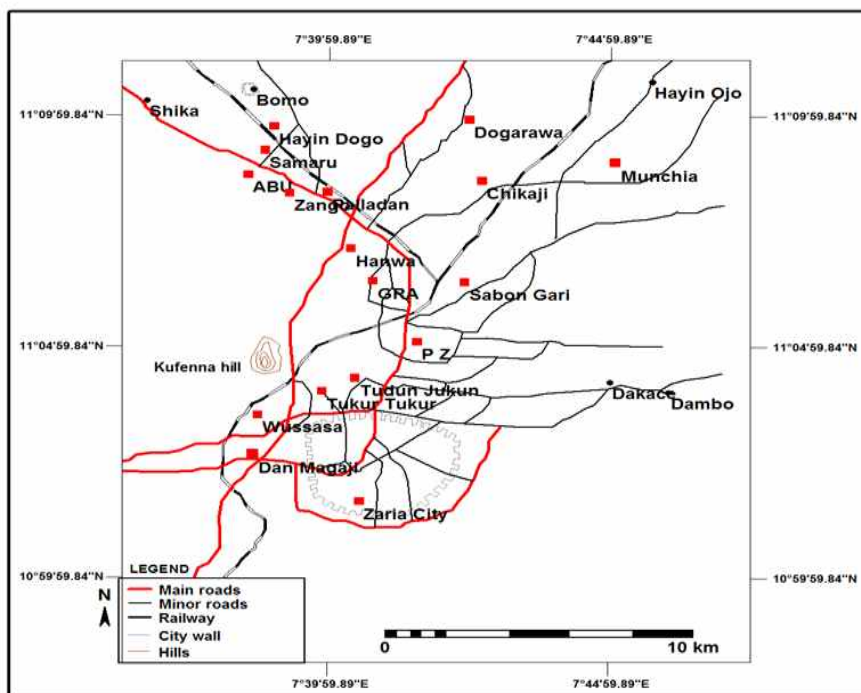 7°39'59.89"E
7°44'59.89"E
Bomo
Hayin Ojo
Shika
11°09'59.84"N
11°09'59.84"N
Dogarawa
Hayin Dogo
Samaru
Munchia
ABU
Chikaji
Zango
Palladan
Hanwa
GRA
Sabon Gari
11°04'59.84"N
11°04'59.84"N
P Z
Kufenna hill
Tudun Jukun
Dakace
Tukur Tukur
Dambo
Wussasa
Dan Magaji
Zaria City
LEGEND
10°59'59.84"N
10°59'59.84"N
N
Main roads
Minor roads
Railway
City wall
Hills
0
10 km
7°39'59.89"E
7°44'59.89"E